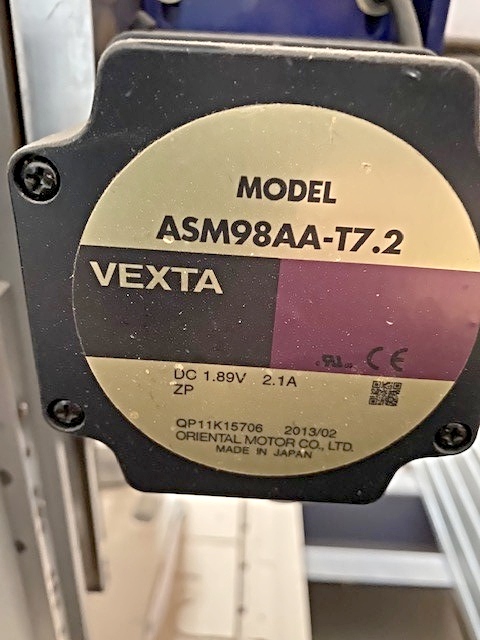 MODEL
ASM98AA-T7.2
VEXTA
CE
DC 1.89V 2.1A
ZP
QP11K15706 2013/02
ORIENTAL MOTOR CO., LTD.
MADE IN JAPAN